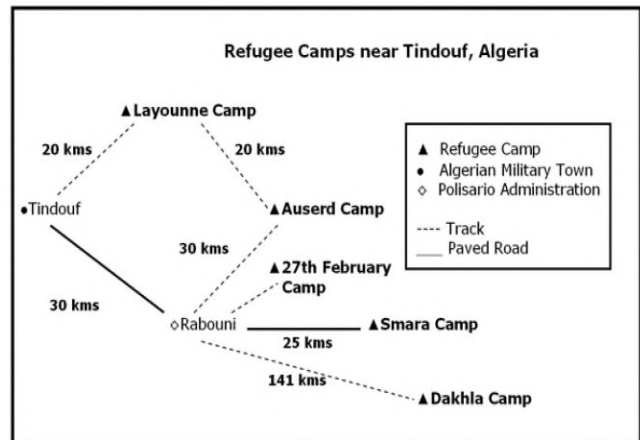 Refugee Camps near Tindouf, Algeria
Layounne Camp
20 kms
20 kms
Refugee Camp
Algerian Military Town
Polisario Administration
Track
Paved Road
Tindouf
Auserd Camp
30 kms
27th February
Camp
30 kms
Rabouni
Smara Camp
25 kms
141 kms
Dakhla Camp